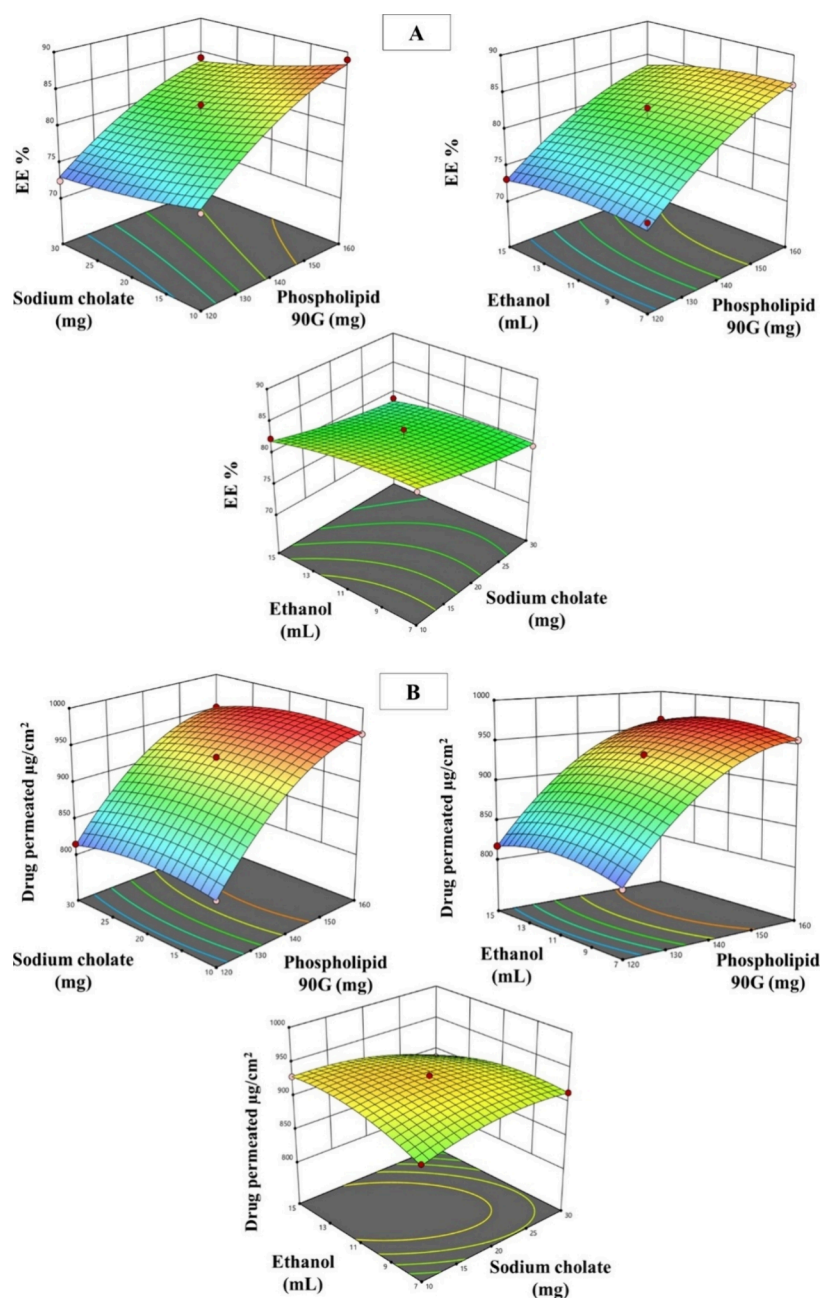 A
90
85
80
75
70
EE %
30
25
20
15
10
120
130
140
150
160
Sodium cholate
(mg)
Phospholipid
90G (mg)
90
85
80
75
70
EE %
15
13
11
9
7
120
130
140
150
160
Ethanol
(mL)
Phospholipid
90G (mg)
90
85
80
75
70
EE %
15
13
11
9
7
10
15
20
25
30
Ethanol
(mL)
Sodium cholate
(mg)
B
1000
950
900
850
800
Drug permeated µg/cm²
30
25
20
15
10
120
130
140
150
160
Sodium cholate
(mg)
Phospholipid
90G (mg)
1000
950
900
850
800
Drug permeated µg/cm²
15
13
11
9
7
120
130
140
150
160
Ethanol
(mL)
Phospholipid
90G (mg)
1000
950
900
850
800
Drug permeated µg/cm²
15
13
11
9
7
10
15
20
25
30
Ethanol
(mL)
Sodium cholate
(mg)